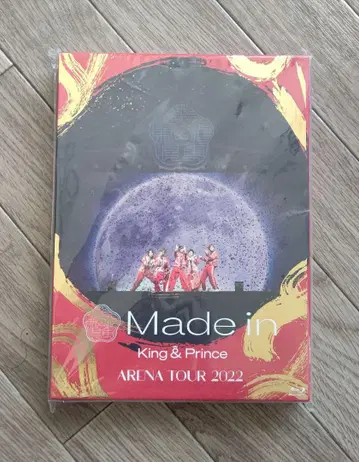 Made in
King & Prince
ARENA TOUR 2022